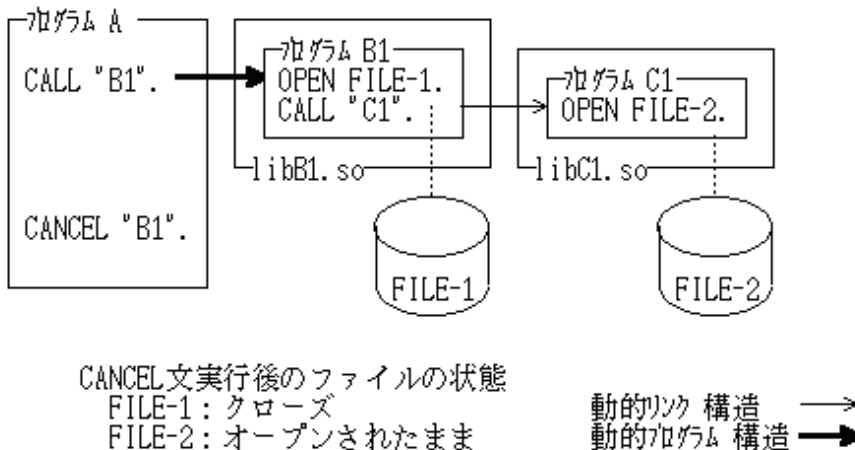 プログラム A
CALL "B1".
CANCEL "B1".
プログラム B1
OPEN FILE-1.
CALL "C1".
libB1.so
プログラム C1
OPEN FILE-2.
libC1.so
FILE-1
FILE-2
CANCEL文実行後のファイルの状態
FILE-1：クローズ
FILE-2：オープンされたまま
動的リンク 構造
動的プログラム 構造